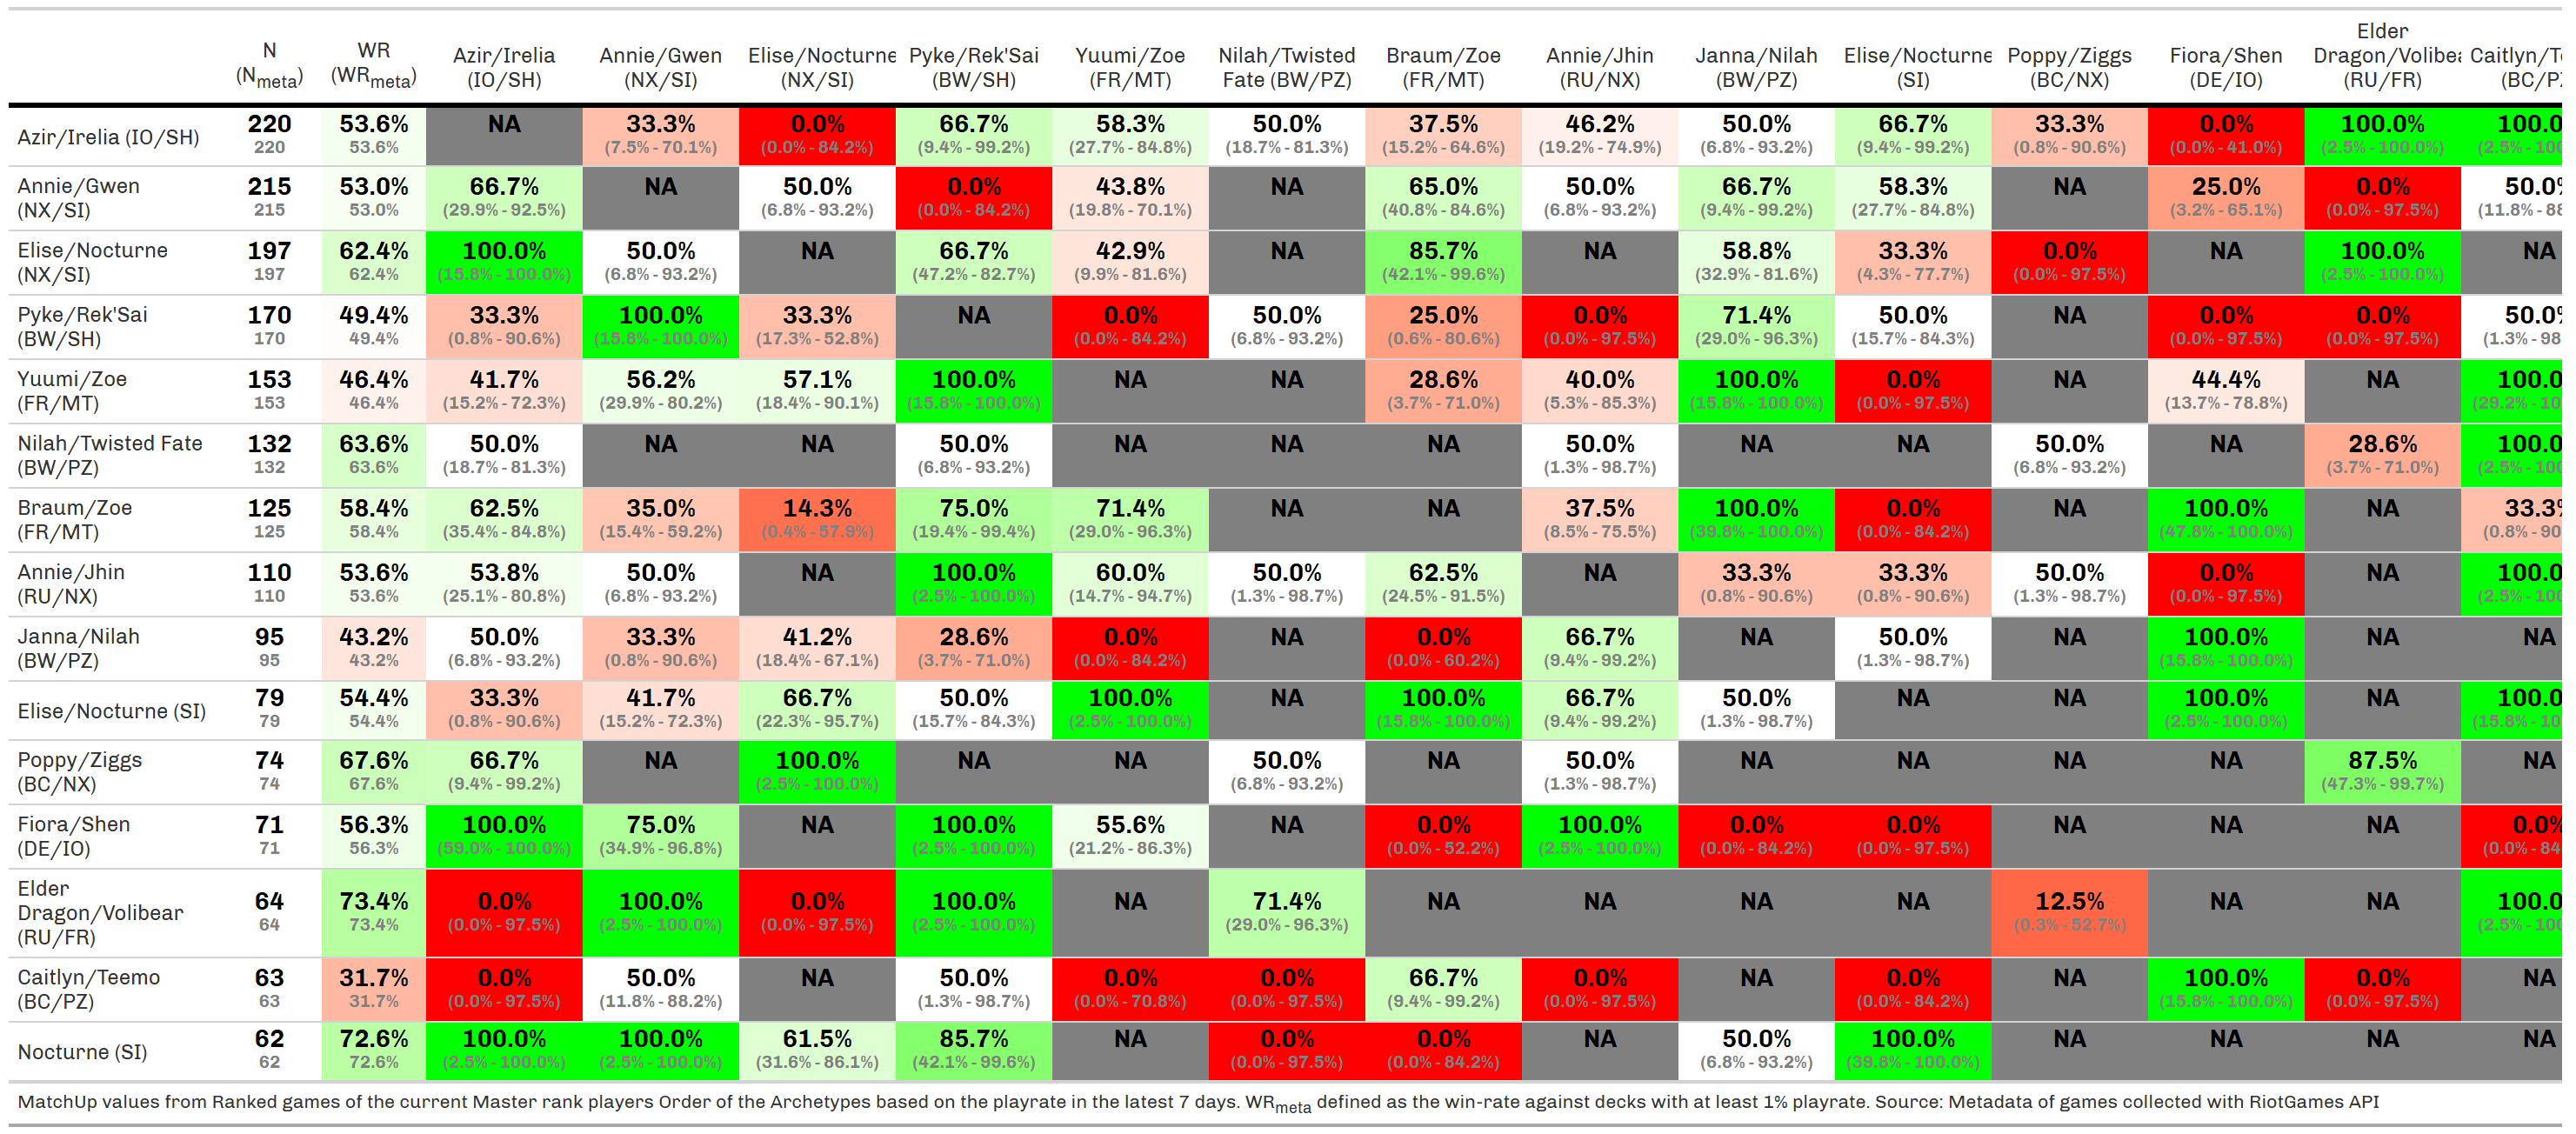 N (Nmeta) WR (WRmeta) Azir/Irelia (IO/SH) Annie/Gwen (NX/SI) Elise/Nocturne (NX/SI) Pyke/Rek'Sai (BW/SH) Yuumi/Zoe (FR/MT) Nilah/Twisted Fate (BW/PZ) Braum/Zoe (FR/MT) Annie/Jhin (RU/NX) Janna/Nilah (BW/PZ) Elise/Nocturne (SI) Poppy/Ziggs (BC/NX) Fiora/Shen (DE/IO) Elder Dragon/Volibea (RU/FR) Caitlyn/T (BC/P
Azir/Irelia (IO/SH) 220 53.6% NA 33.3% 0.0% 66.7% 58.3% 50.0% 37.5% 46.2% 50.0% 66.7% 33.3% 0.0% 100.0% 100.0
220 53.6% (7.5% - 70.1%) (0.0% - 84.2%) (9.4% - 99.2%) (27.7% - 84.8%) (18.7% - 81.3%) (15.2% - 64.6%) (19.2% - 74.9%) (6.8% - 93.2%) (9.4% - 99.2%) (0.8% - 90.6%) (0.0% - 41.0%) (2.5% - 100.0%) (2.5% - 100
Annie/Gwen 215 53.0% 66.7% NA 50.0% 0.0% 43.8% NA 65.0% 50.0% 66.7% 58.3% NA 25.0% 0.0% 50.0%
(NX/SI) 215 53.0% (29.9% - 92.5%) (6.8% - 93.2%) (0.0% - 84.2%) (19.8% - 70.1%) (40.8% - 84.6%) (6.8% - 93.2%) (9.4% - 99.2%) (27.7% - 84.8%) (3.2% - 65.1%) (0.0% - 97.5%) (11.8% - 88
Elise/Nocturne 197 62.4% 100.0% 50.0% NA 66.7% 42.9% NA 85.7% NA 58.8% 33.3% 0.0% NA 100.0% NA
(NX/SI) 197 62.4% (15.8% - 100.0%) (6.8% - 93.2%) (47.2% - 82.7%) (9.9% - 81.6%) (42.1% - 99.6%) (32.9% - 81.6%) (4.3% - 77.7%) (0.0% - 97.5%) (2.5% - 100.0%)
Pyke/Rek'Sai 170 49.4% 33.3% 100.0% 33.3% NA 0.0% 50.0% 25.0% 0.0% 71.4% 50.0% NA 0.0% 0.0% 50.0%
(BW/SH) 170 49.4% (0.8% - 90.6%) (15.8% - 100.0%) (17.3% - 52.8%) (0.0% - 84.2%) (6.8% - 93.2%) (0.6% - 80.6%) (0.0% - 97.5%) (29.0% - 96.3%) (15.7% - 84.3%) (0.0% - 97.5%) (0.0% - 97.5%) (1.3% - 98
Yuumi/Zoe 153 46.4% 41.7% 56.2% 57.1% 100.0% NA NA 28.6% 40.0% 100.0% 0.0% NA 44.4% NA 100.0
(FR/MT) 153 46.4% (15.2% - 72.3%) (29.9% - 80.2%) (18.4% - 90.1%) (15.8% - 100.0%) (3.7% - 71.0%) (5.3% - 85.3%) (15.8% - 100.0%) (0.0% - 97.5%) (13.7% - 78.8%) (29.2% - 10
Nilah/Twisted Fate 132 63.6% 50.0% NA NA 50.0% NA NA NA 50.0% NA NA 50.0% NA 28.6% 100.0
(BW/PZ) 132 63.6% (18.7% - 81.3%) (6.8% - 93.2%) (1.3% - 98.7%) (6.8% - 93.2%) (3.7% - 71.0%) (2.5% - 100
Braum/Zoe 125 58.4% 62.5% 35.0% 14.3% 75.0% 71.4% NA NA 37.5% 100.0% 0.0% NA 100.0% NA 33.3%
(FR/MT) 125 58.4% (35.4% - 84.8%) (15.4% - 59.2%) (0.4% - 57.9%) (19.4% - 99.4%) (29.0% - 96.3%) (8.5% - 75.5%) (39.8% - 100.0%) (0.0% - 84.2%) (47.8% - 100.0%) (0.8% - 90
Annie/Jhin 110 53.6% 53.8% 50.0% NA 100.0% 60.0% 50.0% 62.5% NA 33.3% 33.3% 50.0% 0.0% NA 100.0
(RU/NX) 110 53.6% (25.1% - 80.8%) (6.8% - 93.2%) (2.5% - 100.0%) (14.7% - 94.7%) (1.3% - 98.7%) (24.5% - 91.5%) (0.8% - 90.6%) (0.8% - 90.6%) (1.3% - 98.7%) (0.0% - 97.5%) (2.5% - 100
Janna/Nilah 95 43.2% 50.0% 33.3% 41.2% 28.6% 0.0% NA 0.0% 66.7% NA 50.0% NA 100.0% NA NA
(BW/PZ) 95 43.2% (6.8% - 93.2%) (0.8% - 90.6%) (18.4% - 67.1%) (3.7% - 71.0%) (0.0% - 84.2%) (0.0% - 60.2%) (9.4% - 99.2%) (1.3% - 98.7%) (15.8% - 100.0%)
Elise/Nocturne (SI) 79 54.4% 33.3% 41.7% 66.7% 50.0% 100.0% NA 100.0% 66.7% 50.0% NA NA 100.0% NA 100.0
79 54.4% (0.8% - 90.6%) (15.2% - 72.3%) (22.3% - 95.7%) (15.7% - 84.3%) (2.5% - 100.0%) (15.8% - 100.0%) (9.4% - 99.2%) (1.3% - 98.7%) (2.5% - 100.0%) (15.8% - 10
Poppy/Ziggs 74 67.6% 66.7% NA 100.0% NA NA 50.0% NA 50.0% NA NA NA NA 87.5% NA
(BC/NX) 74 67.6% (9.4% - 99.2%) (2.5% - 100.0%) (6.8% - 93.2%) (1.3% - 98.7%) (47.3% - 99.7%)
Fiora/Shen 71 56.3% 100.0% 75.0% NA 100.0% 55.6% NA 0.0% 100.0% 0.0% 0.0% NA NA NA 0.0%
(DE/IO) 71 56.3% (59.0% - 100.0%) (34.9% - 96.8%) (2.5% - 100.0%) (21.2% - 86.3%) (0.0% - 52.2%) (2.5% - 100.0%) (0.0% - 84.2%) (0.0% - 97.5%) (0.0% - 84
Elder
Dragon/Volibear 64 73.4% 0.0% 100.0% 0.0% 100.0% NA 71.4% NA NA NA NA 12.5% NA NA 100.0
(RU/FR) 64 73.4% (0.0% - 97.5%) (2.5% - 100.0%) (0.0% - 97.5%) (2.5% - 100.0%) (29.0% - 96.3%) (0.3% - 52.7%) (2.5% - 100
Caitlyn/Teemo 63 31.7% 0.0% 50.0% NA 50.0% 0.0% 0.0% 66.7% 0.0% NA 0.0% NA 100.0% 0.0% NA
(BC/PZ) 63 31.7% (0.0% - 97.5%) (11.8% - 88.2%) (1.3% - 98.7%) (0.0% - 70.8%) (0.0% - 97.5%) (9.4% - 99.2%) (0.0% - 97.5%) (0.0% - 84.2%) (15.8% - 100.0%) (0.0% - 97.5%)
Nocturne (SI) 62 72.6% 100.0% 100.0% 61.5% 85.7% NA 0.0% 0.0% NA 50.0% 100.0% NA NA NA NA
62 72.6% (2.5% - 100.0%) (2.5% - 100.0%) (31.6% - 86.1%) (42.1% - 99.6%) (0.0% - 97.5%) (0.0% - 84.2%) (6.8% - 93.2%) (39.8% - 100.0%)
MatchUp values from Ranked games of the current Master rank players Order of the Archetypes based on the playrate in the latest 7 days. WRmeta defined as the win-rate against decks with at least 1% playrate. Source: Metadata of games collected with RiotGames API